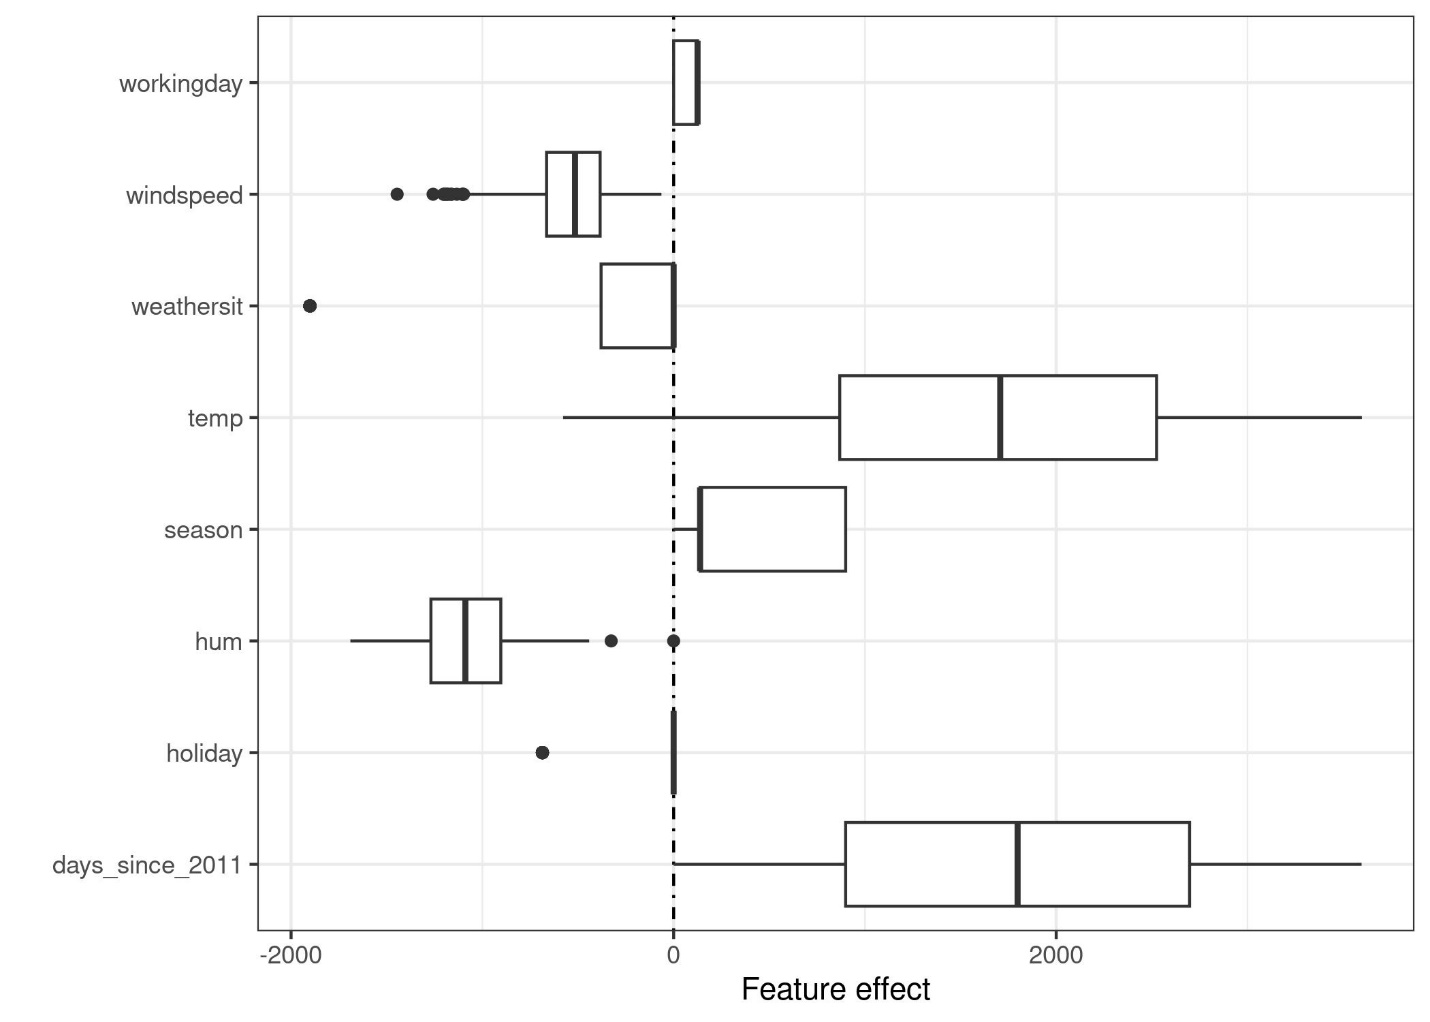 workingday
windspeed
weathersit
temp
season
hum
holiday
days_since_2011
-2000 0 2000
Feature effect